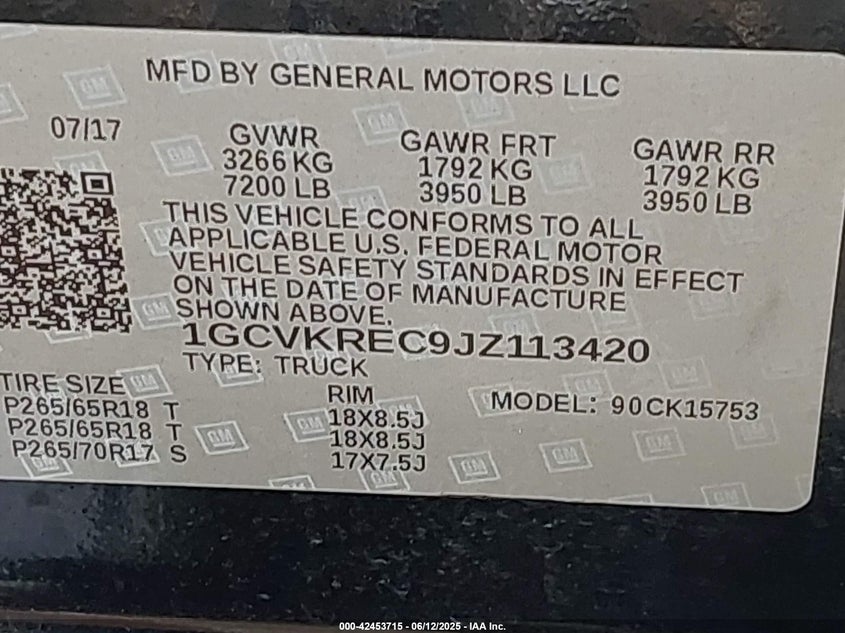 MFD BY GENERAL MOTORS LLC
07/17 GVWR GAWR FRT GAWR RR
3266 KG 1792 KG 1792 KG
7200 LB 3950 LB 3950 LB
THIS VEHICLE CONFORMS TO ALL
APPLICABLE U.S. FEDERAL MOTOR
VEHICLE SAFETY STANDARDS IN EFFECT
ON THE DATE OF MANUFACTURE
SHOWN ABOVE.
1GCVKREC9JZ113420
TYPE: TRUCK
TIRE SIZE RIM MODEL: 90CK15753
P265/65R18 T 18X8.5J
P265/65R18 T 18X8.5J
P265/70R17 S 17X7.5J
000-42453715 - 06/12/2025 - IAA Inc.